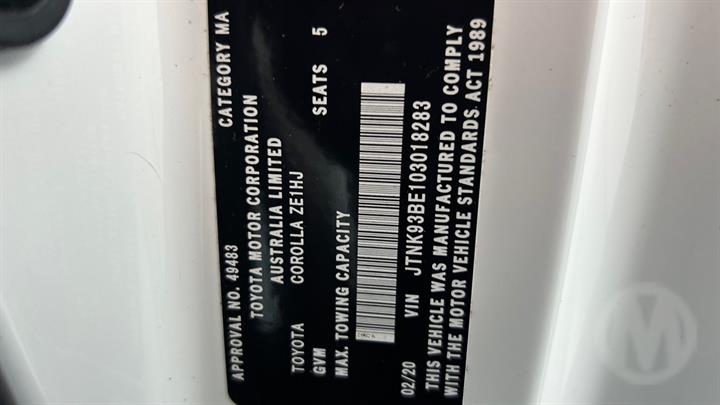 APPROVAL NO. 49483 CATEGORY MA
TOYOTA MOTOR CORPORATION
AUSTRALIA LIMITED
TOYOTA COROLLA ZE1HJ
GVM SEATS 5
MAX. TOWING CAPACITY
02/20 VIN JTNK93BE103018283
THIS VEHICLE WAS MANUFACTURED TO COMPLY
WITH THE MOTOR VEHICLE STANDARDS ACT 1989
M